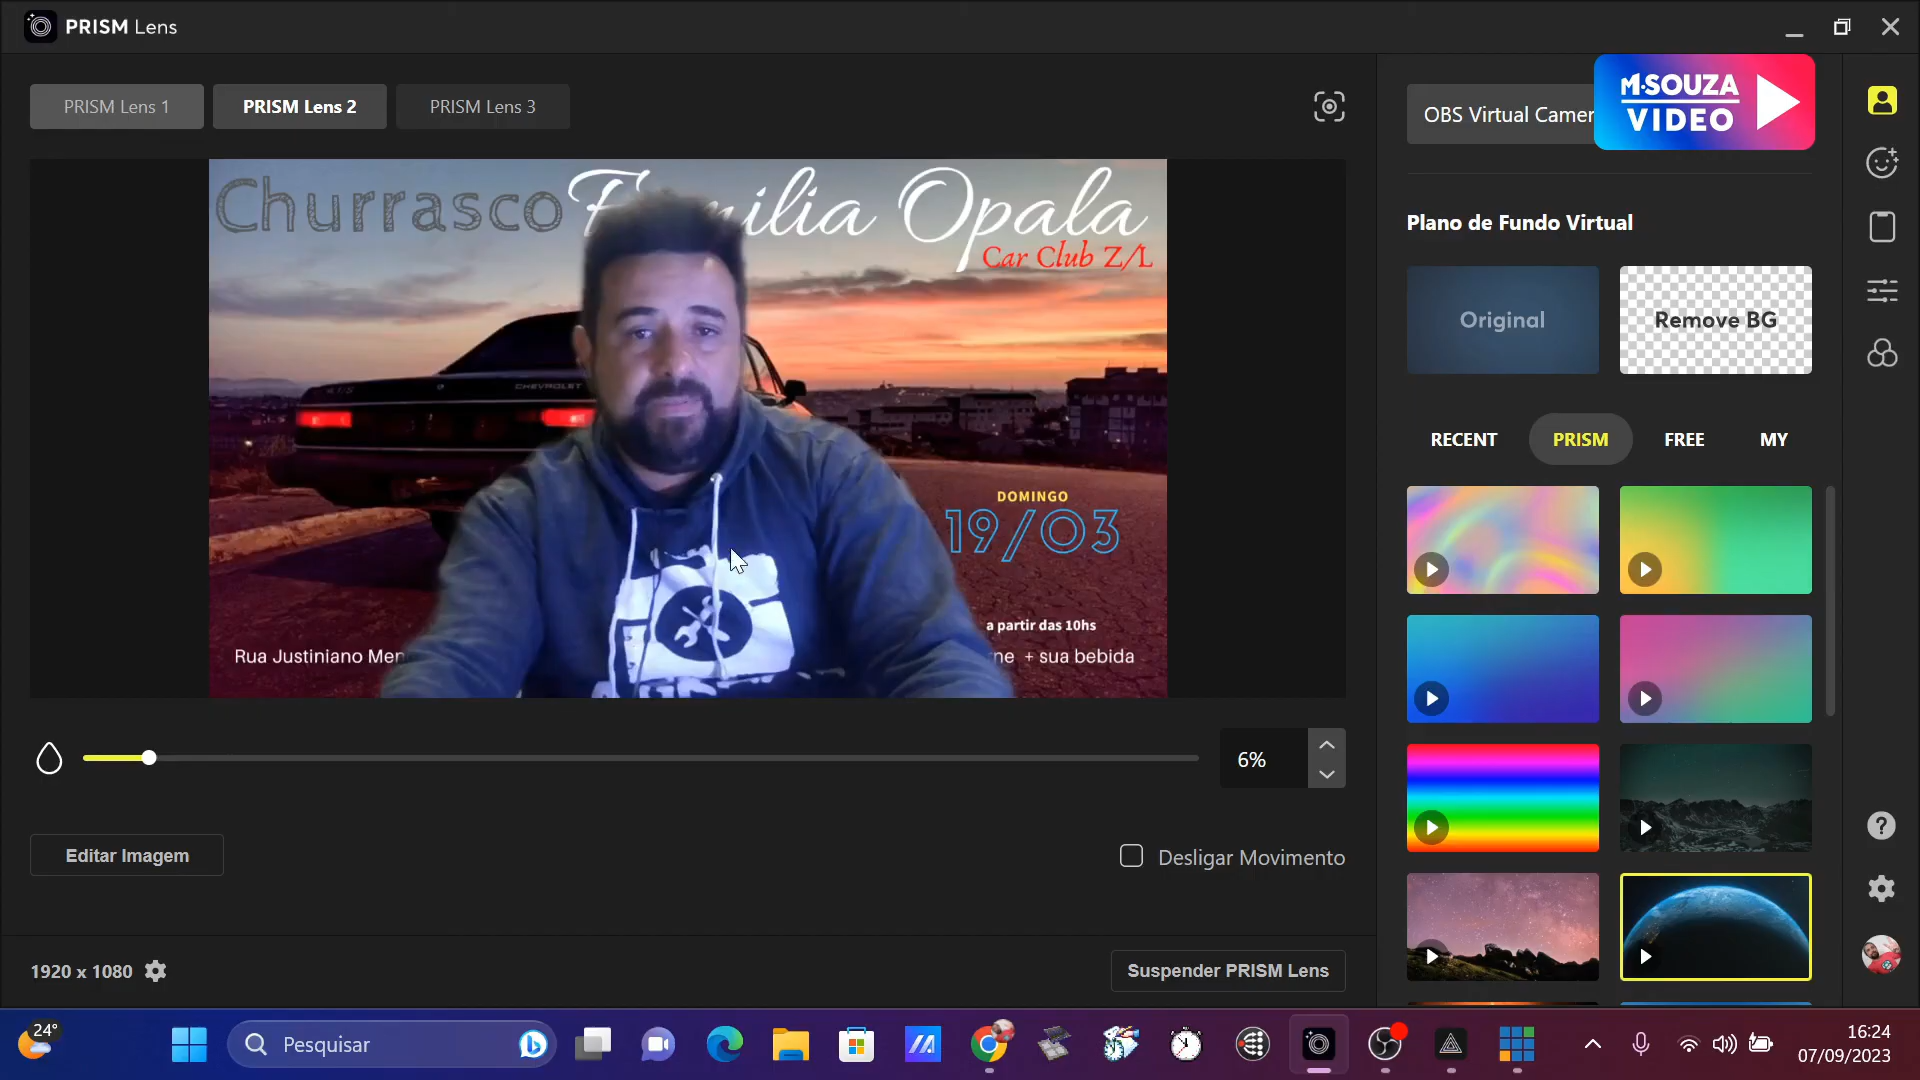 PRISM Lens
PRISM Lens 1
PRISM Lens 2
PRISM Lens 3
OBS Virtual Camer
M·SOUZA
VIDEO
Churrasco
ilia Opala
Car Club Z/L
CHEVROLET
DOMINGO
19/03
a partir das 10hs
Rua Justiniano Men
ne + sua bebida
Plano de Fundo Virtual
Original
Remove BG
RECENT
PRISM
FREE
MY
6%
Editar Imagem
Desligar Movimento
1920 x 1080
Suspender PRISM Lens
24°
Pesquisar
16:24
07/09/2023